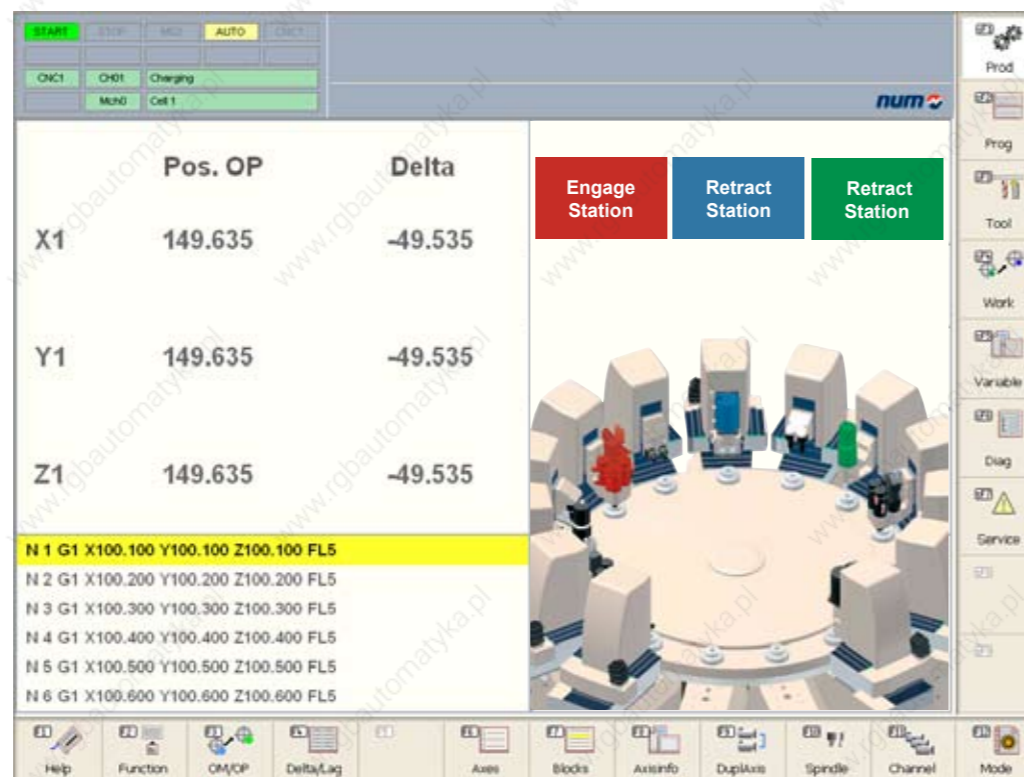 START STOP MDI AUTO CNC1
CNC1 CH01 Charging
Mch0 Cell 1
num
Pos. OP Delta
X1 149.635 -49.535
Y1 149.635 -49.535
Z1 149.635 -49.535
N 1 G1 X100.100 Y100.100 Z100.100 FL5
N 2 G1 X100.200 Y100.200 Z100.200 FL5
N 3 G1 X100.300 Y100.300 Z100.300 FL5
N 4 G1 X100.400 Y100.400 Z100.400 FL5
N 5 G1 X100.500 Y100.500 Z100.500 FL5
N 6 G1 X100.600 Y100.600 Z100.600 FL5
Engage
Station
Retract
Station
Retract
Station
Prod
Prog
Tool
Work
Variable
Diag
Service
Help Function OM/OP Delta/Lag Axes Blocks Axisinfo DuplAxis Spindle Channel Mode
www.rgbautomatyka.pl